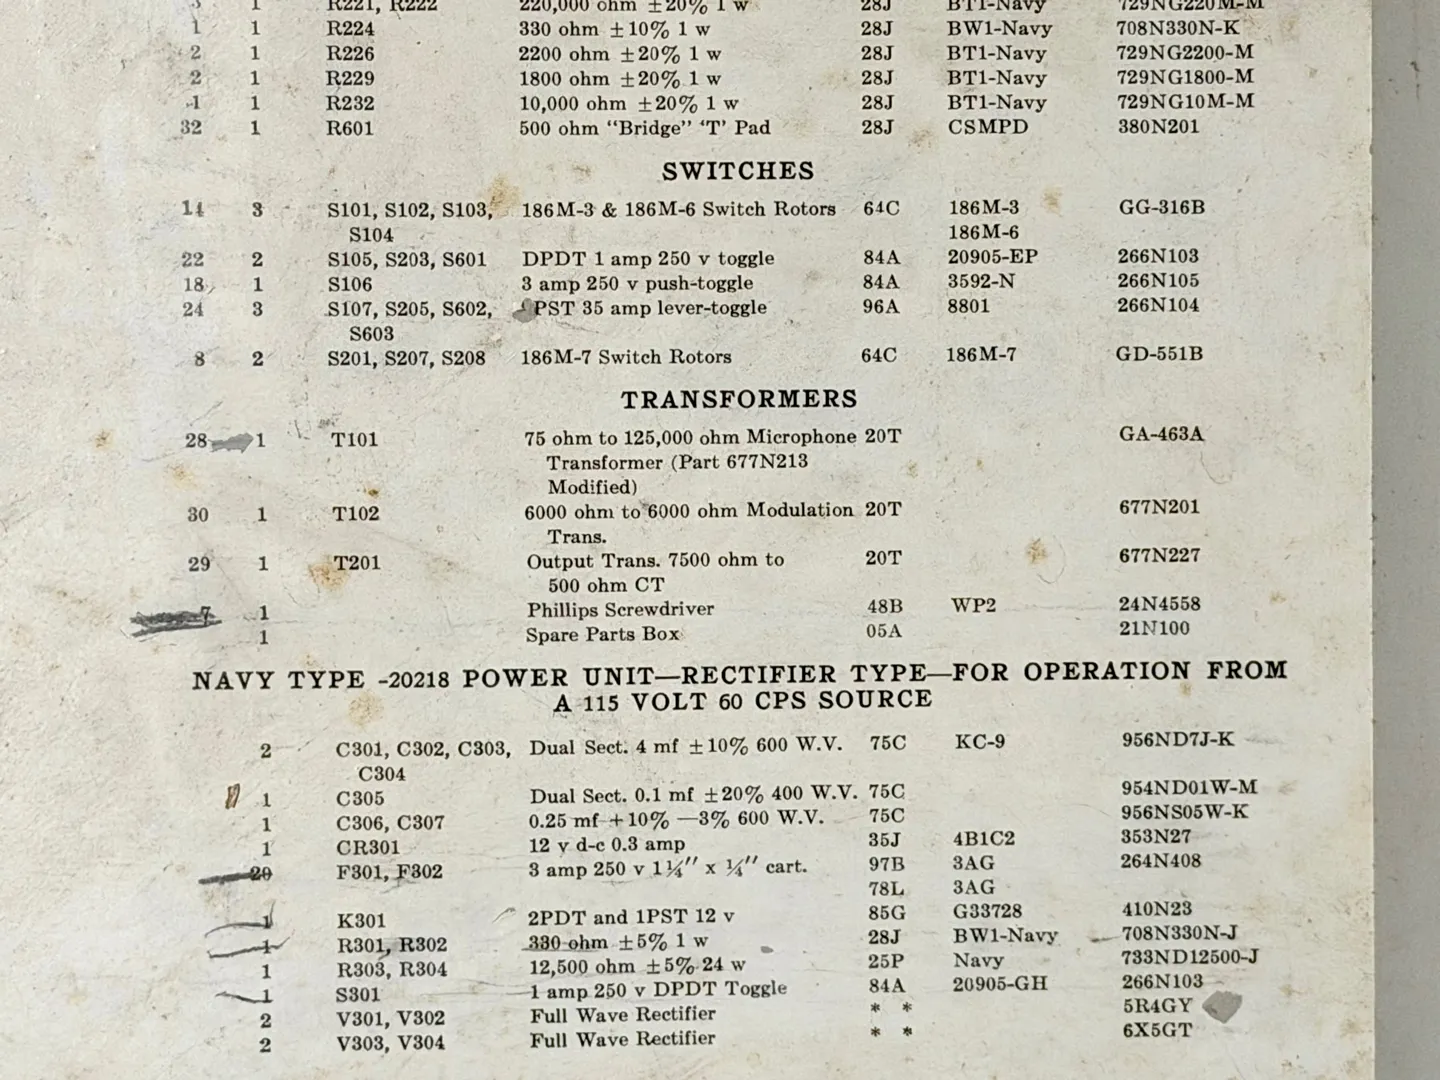 3 1 R221, R222 220,000 ohm ±20% 1 w 28J BT1-Navy 729NG220M-M
1 1 R224 330 ohm ±10% 1 w 28J BW1-Navy 708N330N-K
2 1 R226 2200 ohm ±20% 1 w 28J BT1-Navy 729NG2200-M
2 1 R229 1800 ohm ±20% 1 w 28J BT1-Navy 729NG1800-M
1 1 R232 10,000 ohm ±20% 1 w 28J BT1-Navy 729NG10M-M
32 1 R601 500 ohm "Bridge" 'T' Pad 28J CSMPD 380N201
SWITCHES
14 3 S101, S102, S103, 186M-3 & 186M-6 Switch Rotors 64C 186M-3 GG-316B
S104 186M-6
22 2 S105, S203, S601 DPDT 1 amp 250 v toggle 84A 20905-EP 266N103
18 1 S106 3 amp 250 v push-toggle 84A 3592-N 266N105
24 3 S107, S205, S602, PST 35 amp lever-toggle 96A 8801 266N104
S603
8 2 S201, S207, S208 186M-7 Switch Rotors 64C 186M-7 GD-551B
TRANSFORMERS
28 1 T101 75 ohm to 125,000 ohm Microphone 20T GA-463A
Transformer (Part 677N213
Modified)
30 1 T102 6000 ohm to 6000 ohm Modulation 20T 677N201
Trans.
29 1 T201 Output Trans. 7500 ohm to 20T 677N227
500 ohm CT
7 1 Phillips Screwdriver 48B WP2 24N4558
1 Spare Parts Box 05A 21N100
NAVY TYPE -20218 POWER UNIT—RECTIFIER TYPE—FOR OPERATION FROM
A 115 VOLT 60 CPS SOURCE
2 C301, C302, C303, Dual Sect. 4 mf ±10% 600 W.V. 75C KC-9 956ND7J-K
C304
1 C305 Dual Sect. 0.1 mf ±20% 400 W.V. 75C 954ND01W-M
1 C306, C307 0.25 mf +10% —3% 600 W.V. 75C 956NS05W-K
1 CR301 12 v d-c 0.3 amp 35J 4B1C2 353N27
20 F301, F302 3 amp 250 v 1¼" x ¼" cart. 97B 3AG 264N408
78L 3AG
1 K301 2PDT and 1PST 12 v 85G G33728 410N23
1 R301, R302 330 ohm ±5% 1 w 28J BW1-Navy 708N330N-J
1 R303, R304 12,500 ohm ±5% 24 w 25P Navy 733ND12500-J
1 S301 1 amp 250 v DPDT Toggle 84A 20905-GH 266N103
2 V301, V302 Full Wave Rectifier * * 5R4GY
2 V303, V304 Full Wave Rectifier * * 6X5GT